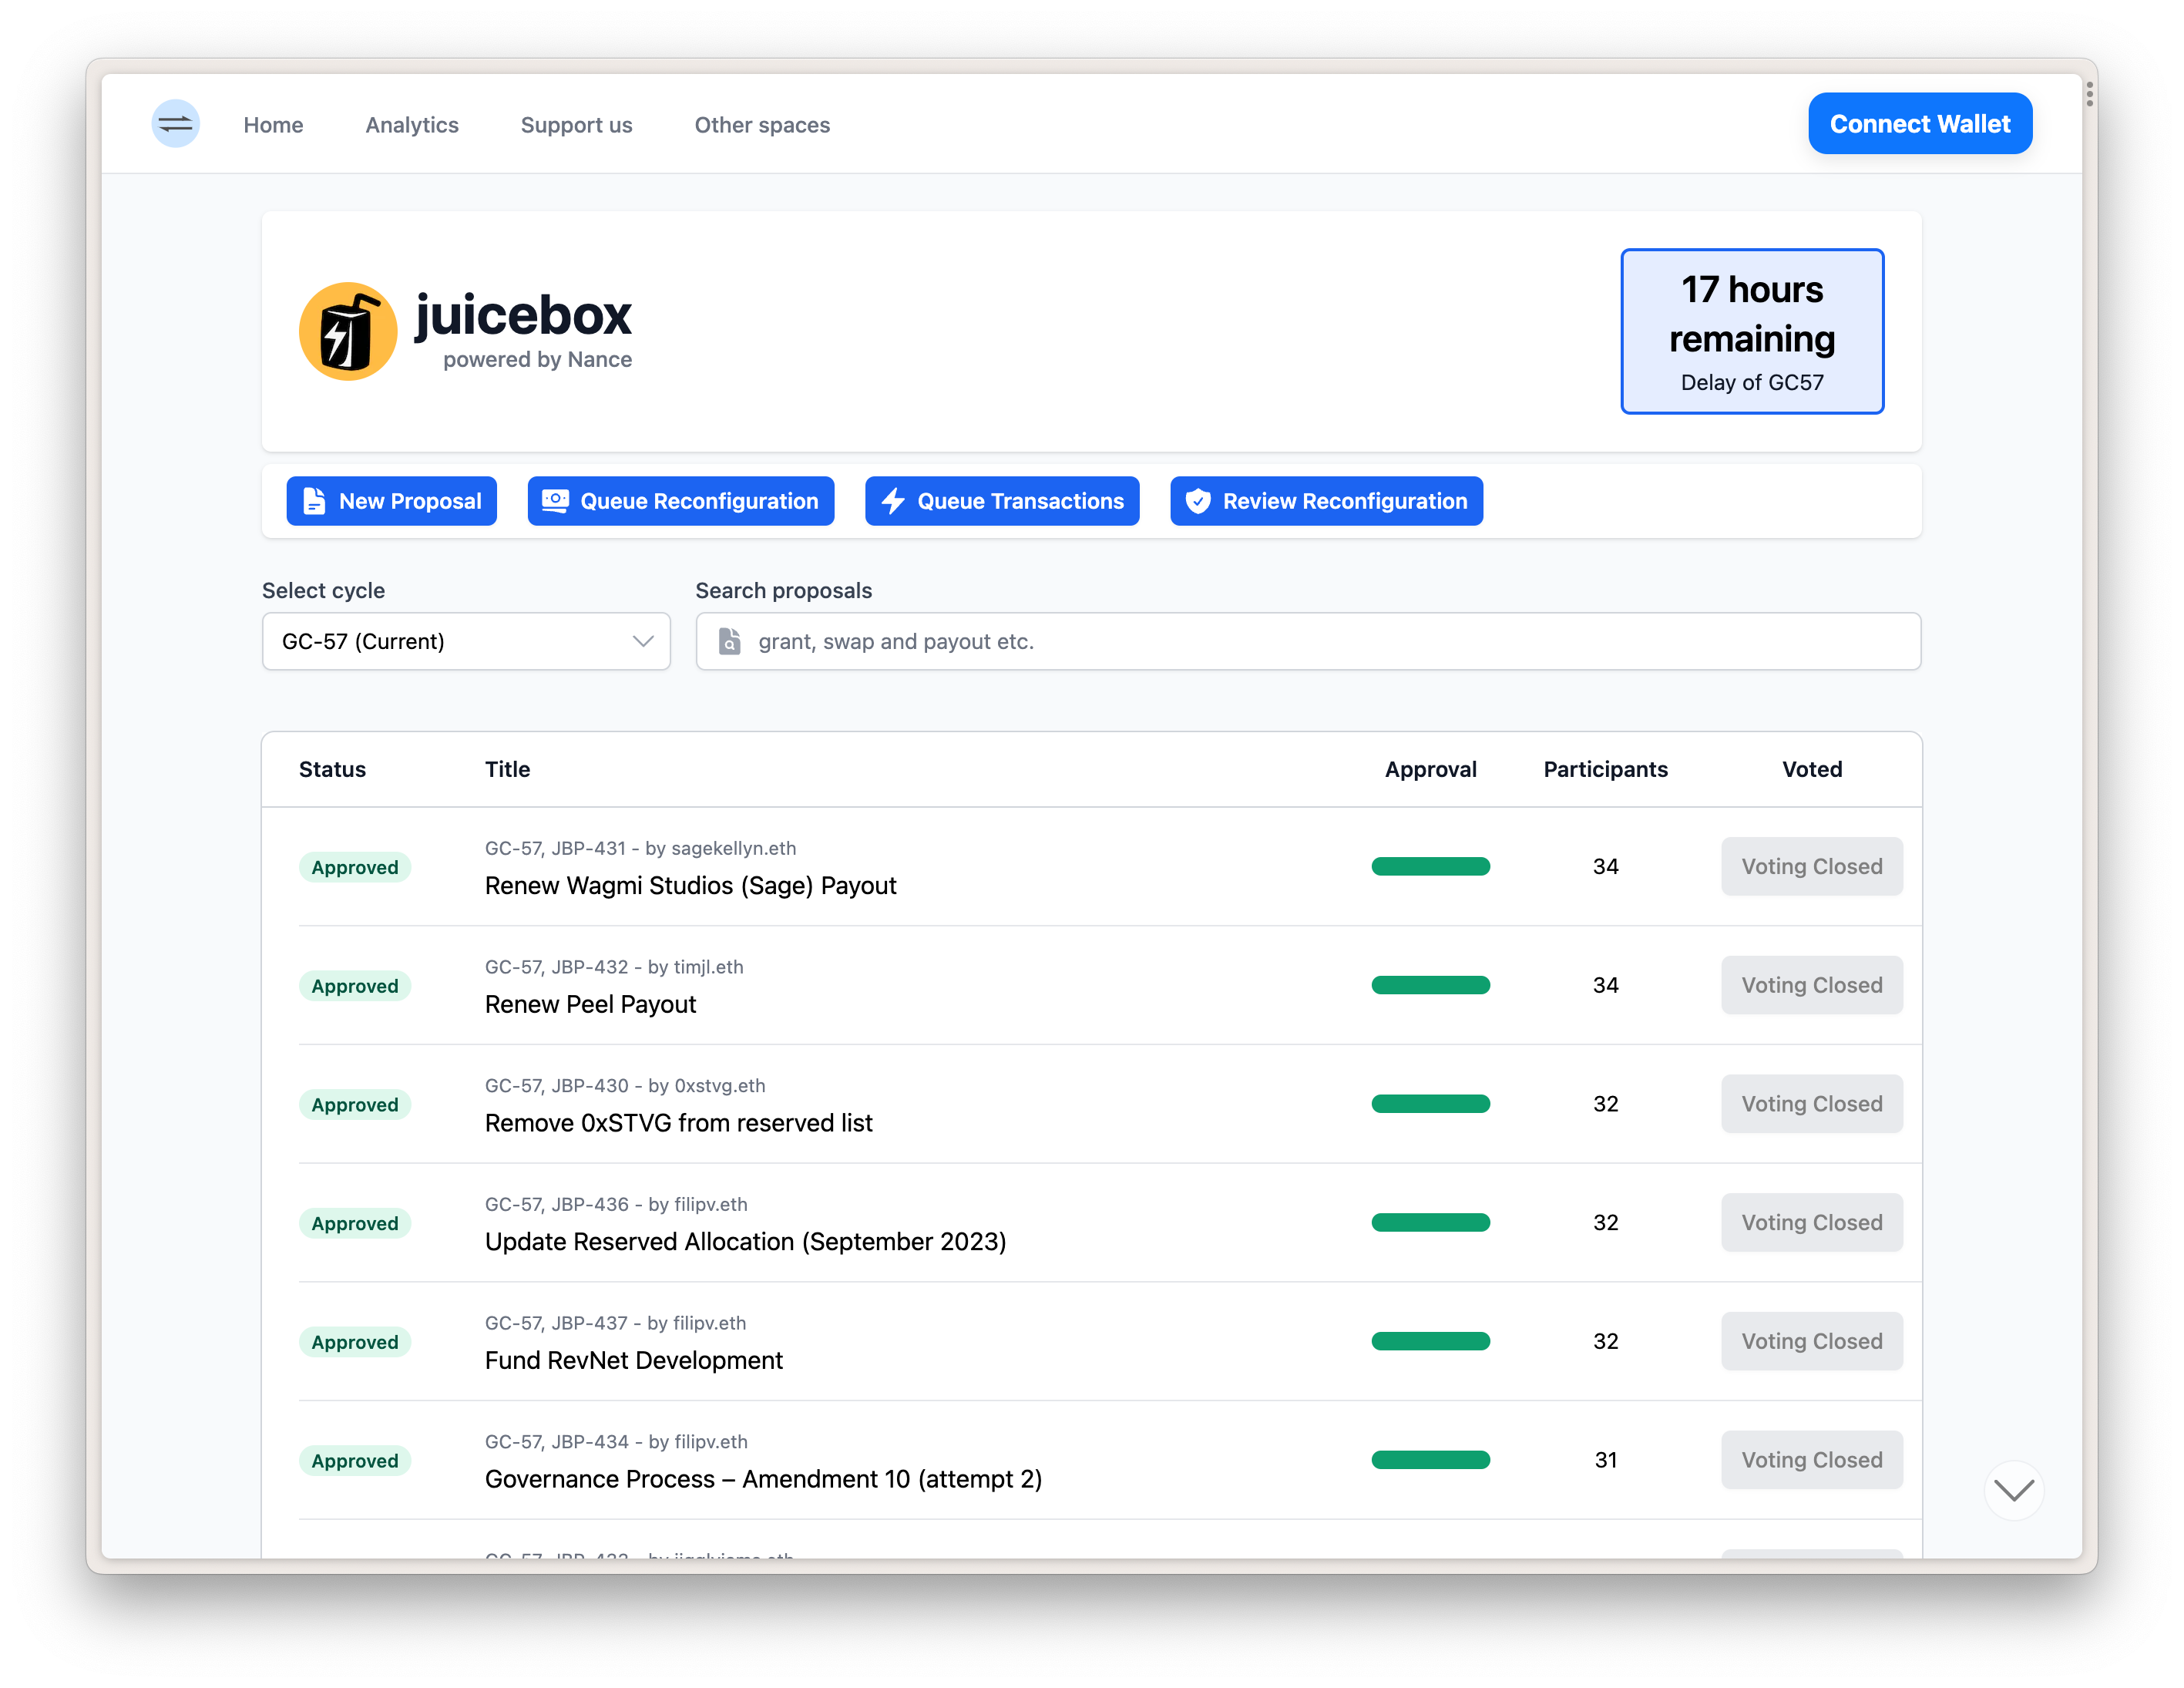 Home
Analytics
Support us
Other spaces
Connect Wallet
juicebox
powered by Nance
17 hours
remaining
Delay of GC57
New Proposal
Queue Reconfiguration
Queue Transactions
Review Reconfiguration
Select cycle
Search proposals
GC-57 (Current)
grant, swap and payout etc.
Status
Title
Approval
Participants
Voted
GC-57, JBP-431 - by sagekellyn.eth
Approved
Renew Wagmi Studios (Sage) Payout
34
Voting Closed
GC-57, JBP-432 - by timjl.eth
Approved
Renew Peel Payout
34
Voting Closed
GC-57, JBP-430 - by 0xstvg.eth
Approved
Remove 0xSTVG from reserved list
32
Voting Closed
GC-57, JBP-436 - by filipv.eth
Approved
Update Reserved Allocation (September 2023)
32
Voting Closed
GC-57, JBP-437 - by filipv.eth
Approved
Fund RevNet Development
32
Voting Closed
GC-57, JBP-434 - by filipv.eth
Approved
Governance Process – Amendment 10 (attempt 2)
31
Voting Closed